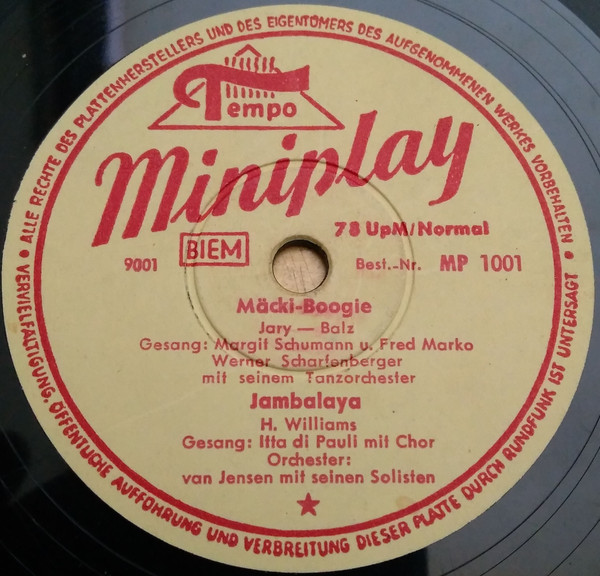 • ALLE RECHTE DES PLATTENHERSTELLERS UND DES EIGENTÜMERS DES AUFGENOMMENEN WERKES VORBEHALTEN •
Tempo
Miniplay
78 UpM/Normal
9001 BIEM Best.-Nr. MP 1001
Mäcki-Boogie
Jary — Balz
Gesang: Margit Schumann u. Fred Marko
Werner Scharfenberger
mit seinem Tanzorchester
Jambalaya
H. Williams
Gesang: Itta di Pauli mit Chor
Orchester:
van Jensen mit seinen Solisten
VERVIELFÄLTIGUNG, ÖFFENTLICHE AUFFÜHRUNG UND VERBREITUNG DIESER PLATTE DURCH RUNDFUNK IST UNTERSAGT